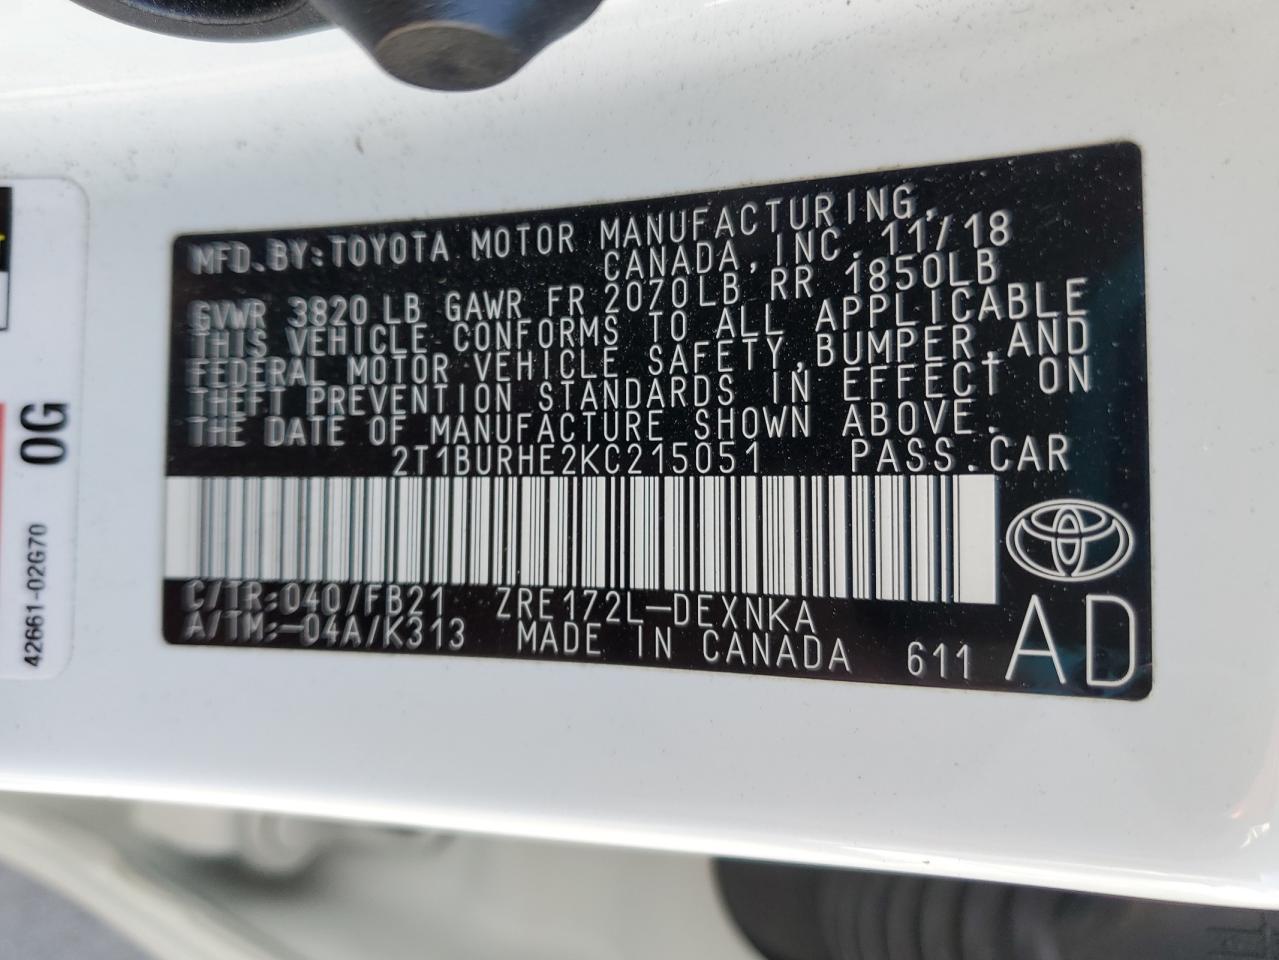 MFD.BY:TOYOTA MOTOR MANUFACTURING,
CANADA,INC. 11/18
GVWR 3820 LB GAWR FR 2070LB RR 1850LB
THIS VEHICLE CONFORMS TO ALL APPLICABLE
FEDERAL MOTOR VEHICLE SAFETY,BUMPER,AND
THEFT PREVENTION STANDARDS IN EFFECT ON
THE DATE OF MANUFACTURE SHOWN ABOVE.
2T1BURHE2KC215051 PASS.CAR
C/TR:040/FB21 ZRE172L-DEXNKA
A/TM:-04A/K313 MADE IN CANADA 611
AD
0G
42661-02G70